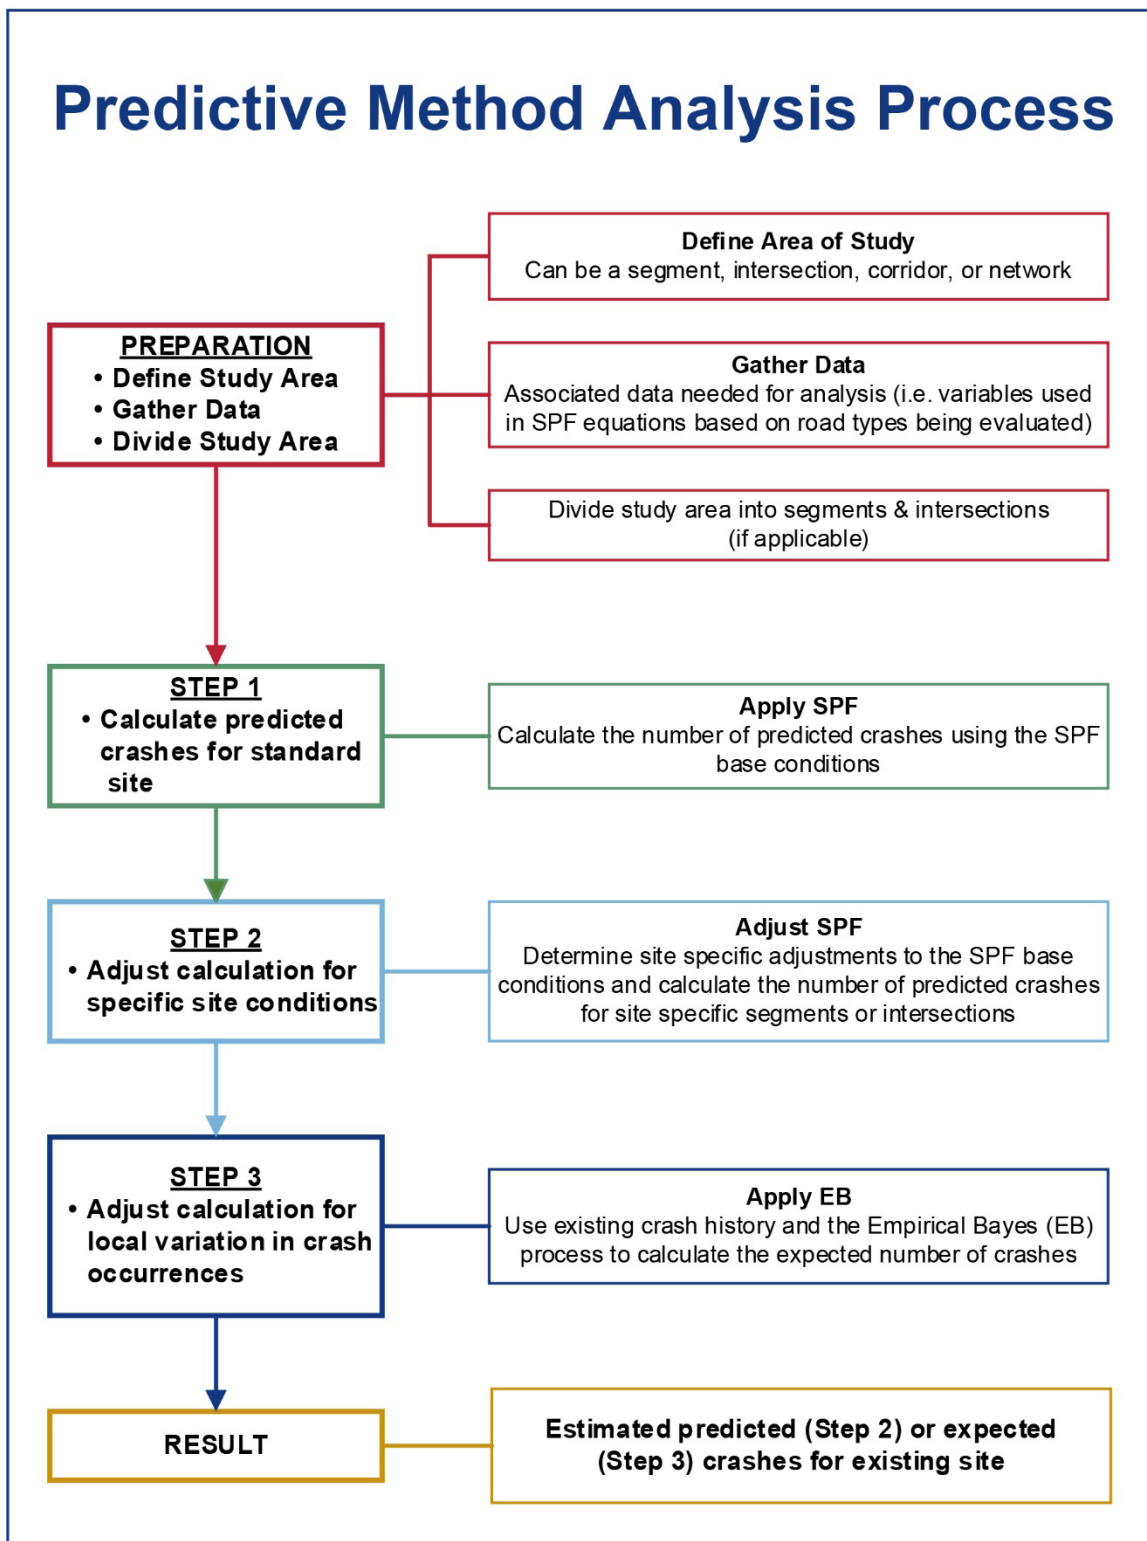 Predictive Method Analysis Process
PREPARATION
• Define Study Area
• Gather Data
• Divide Study Area
Define Area of Study
Can be a segment, intersection, corridor, or network
Gather Data
Associated data needed for analysis (i.e. variables used
in SPF equations based on road types being evaluated)
Divide study area into segments & intersections
(if applicable)
STEP 1
• Calculate predicted
crashes for standard
site
Apply SPF
Calculate the number of predicted crashes using the SPF
base conditions
STEP 2
• Adjust calculation for
specific site conditions
Adjust SPF
Determine site specific adjustments to the SPF base
conditions and calculate the number of predicted crashes
for site specific segments or intersections
STEP 3
• Adjust calculation for
local variation in crash
occurrences
Apply EB
Use existing crash history and the Empirical Bayes (EB)
process to calculate the expected number of crashes
RESULT
Estimated predicted (Step 2) or expected
(Step 3) crashes for existing site